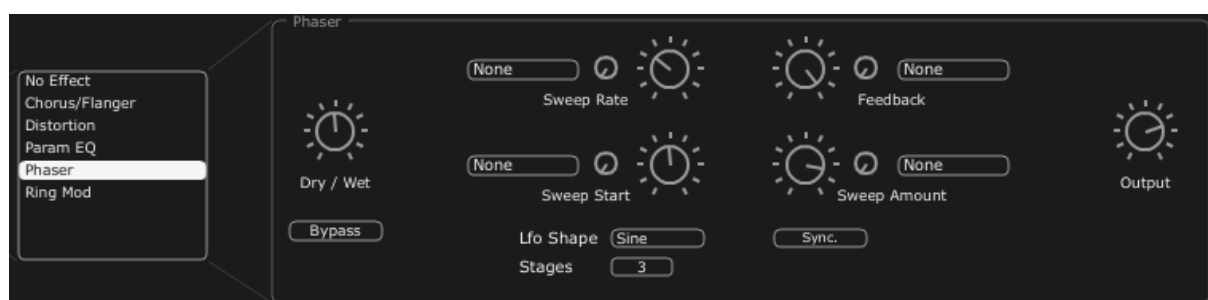 No Effect
Chorus/Flanger
Distortion
Param EQ
Phaser
Ring Mod
Phaser
Dry / Wet
Bypass
None
Sweep Rate
None
Feedback
None
Sweep Start
None
Sweep Amount
Lfo Shape Sine
Sync.
Stages 3
Output